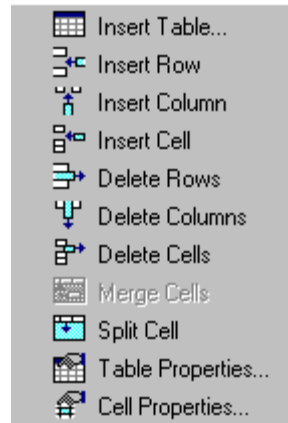 Insert Table...
Insert Row
Insert Column
Insert Cell
Delete Rows
Delete Columns
Delete Cells
Merge Cells
Split Cell
Table Properties...
Cell Properties...